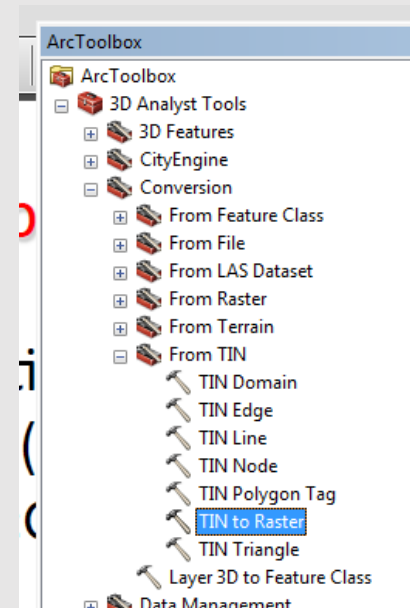 ArcToolbox
ArcToolbox
3D Analyst Tools
3D Features
CityEngine
Conversion
From Feature Class
From File
From LAS Dataset
From Raster
From Terrain
From TIN
TIN Domain
TIN Edge
TIN Line
TIN Node
TIN Polygon Tag
TIN to Raster
TIN Triangle
Layer 3D to Feature Class
Data Management